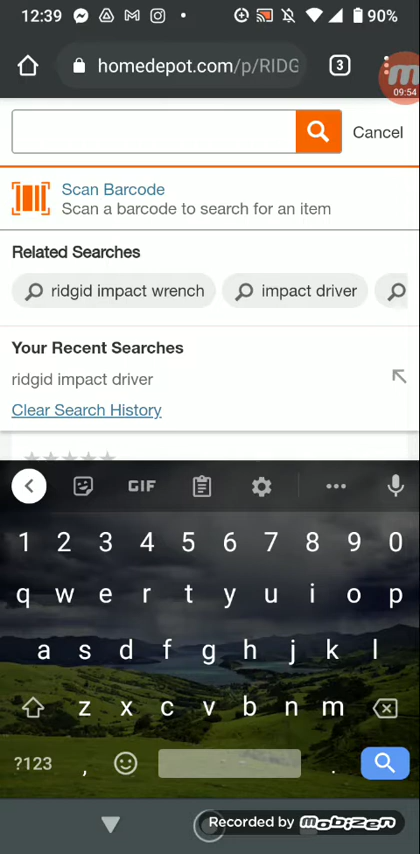 12:39
90%
homedepot.com/p/RIDG
3
09:54
Cancel
Scan Barcode
Scan a barcode to search for an item
Related Searches
ridgid impact wrench
impact driver
Your Recent Searches
ridgid impact driver
Clear Search History
GIF
1 2 3 4 5 6 7 8 9 0
q w e r t y u i o p
a s d f g h j k l
z x c v b n m
?123 , .
Recorded by mobizen